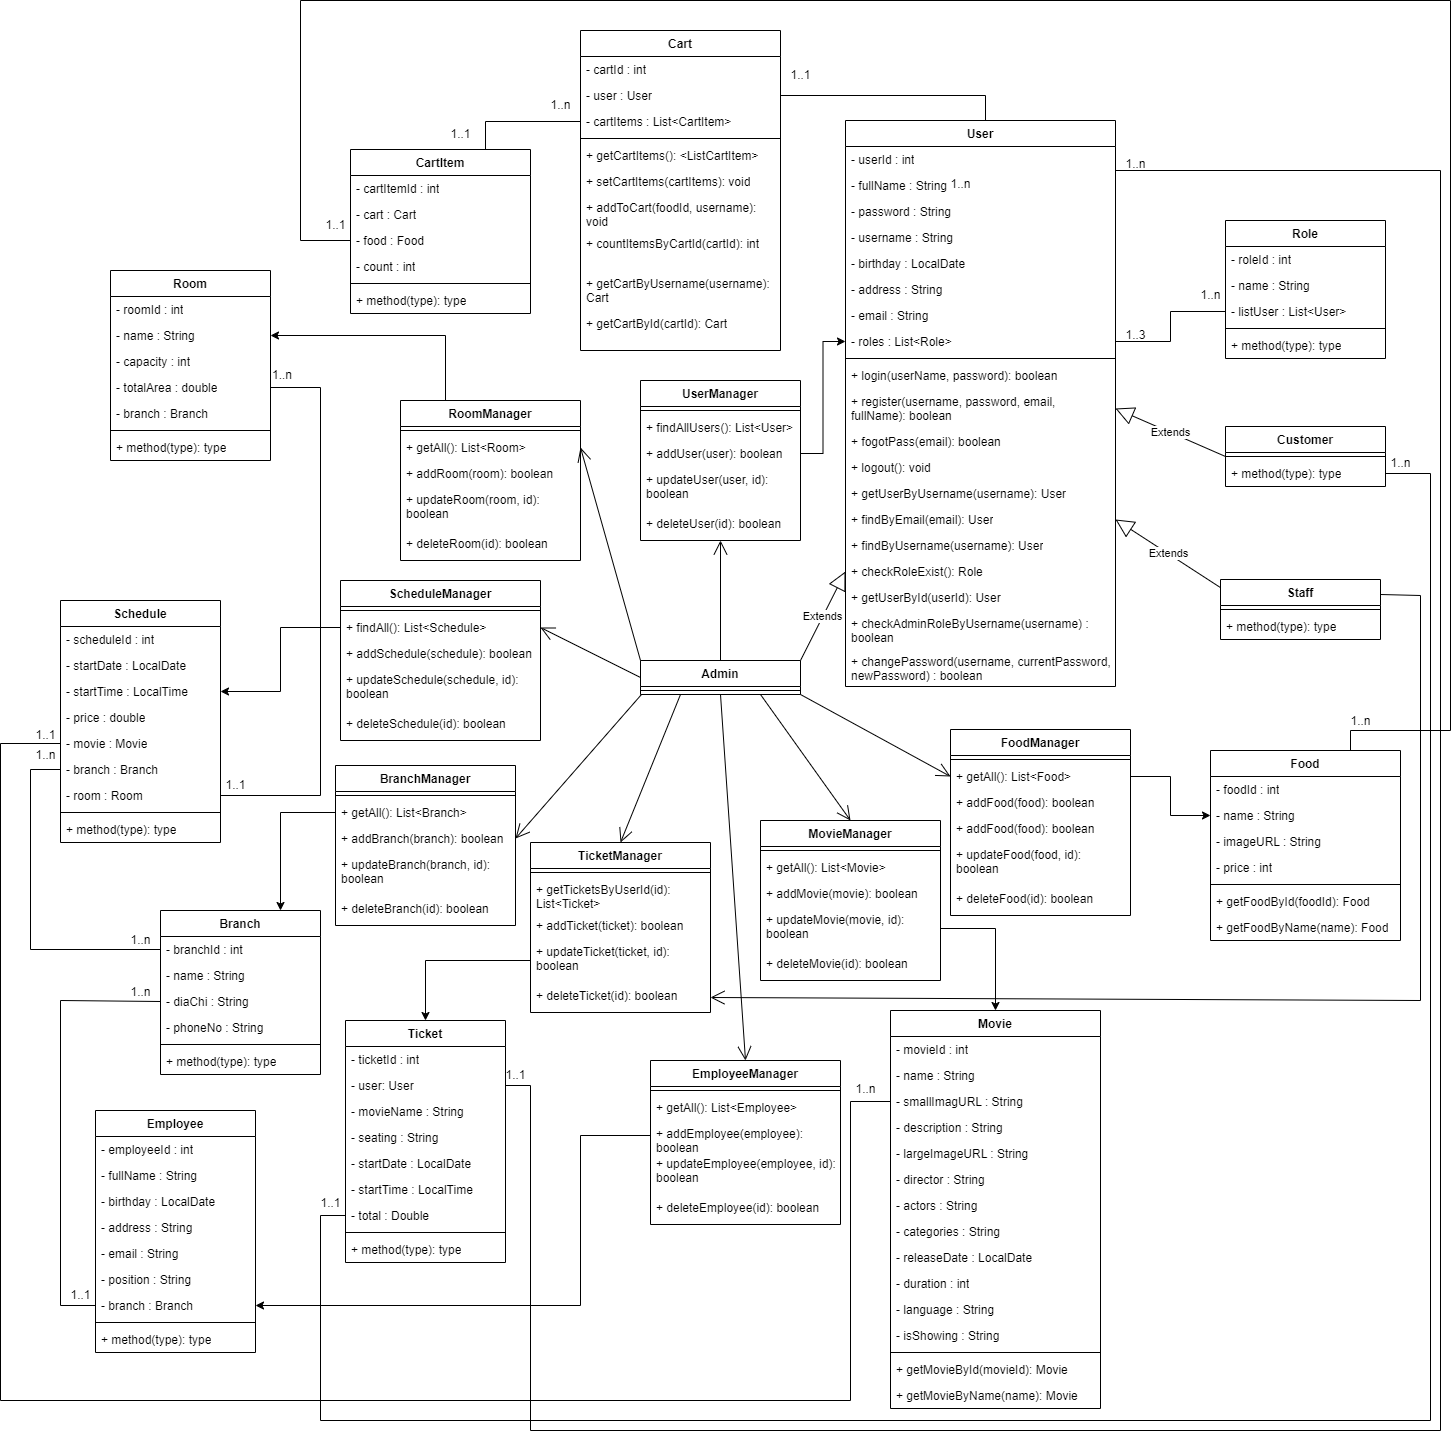 Cart
- cartId : int
- user : User
- cartItems : List<CartItem>
+ getCartItems(): <ListCartItem>
+ setCartItems(cartItems): void
+ addToCart(foodId, username):
void
+ countItemsByCartId(cartId): int
+ getCartByUsername(username):
Cart
+ getCartById(cartId): Cart
1..1
1..n
1..1
CartItem
- cartItemId : int
- cart : Cart
- food : Food
- count : int
+ method(type): type
1..1
User
- userId : int
- fullName : String
1..n
- password : String
- username : String
- birthday : LocalDate
- address : String
- email : String
- roles : List<Role>
+ login(userName, password): boolean
+ register(username, password, email,
fullName): boolean
+ fogotPass(email): boolean
+ logout(): void
+ getUserByUsername(username): User
+ findByEmail(email): User
+ findByUsername(username): User
+ checkRoleExist(): Role
+ getUserById(userId): User
+ checkAdminRoleByUsername(username) :
boolean
+ changePassword(username, currentPassword,
newPassword) : boolean
1..n
1..n
1..3
Role
- roleId : int
- name : String
- listUser : List<User>
+ method(type): type
Room
- roomId : int
- name : String
- capacity : int
- totalArea : double
- branch : Branch
+ method(type): type
1..n
RoomManager
+ getAll(): List<Room>
+ addRoom(room): boolean
+ updateRoom(room, id):
boolean
+ deleteRoom(id): boolean
UserManager
+ findAllUsers(): List<User>
+ addUser(user): boolean
+ updateUser(user, id):
boolean
+ deleteUser(id): boolean
Extends
Customer
+ method(type): type
1..n
Extends
Staff
+ method(type): type
Extends
ScheduleManager
+ findAll(): List<Schedule>
+ addSchedule(schedule): boolean
+ updateSchedule(schedule, id):
boolean
+ deleteSchedule(id): boolean
Schedule
- scheduleId : int
- startDate : LocalDate
- startTime : LocalTime
- price : double
- movie : Movie
- branch : Branch
- room : Room
+ method(type): type
1..1
1..n
1..1
Admin
BranchManager
+ getAll(): List<Branch>
+ addBranch(branch): boolean
+ updateBranch(branch, id):
boolean
+ deleteBranch(id): boolean
TicketManager
+ getTicketsByUserId(id):
List<Ticket>
+ addTicket(ticket): boolean
+ updateTicket(ticket, id):
boolean
+ deleteTicket(id): boolean
MovieManager
+ getAll(): List<Movie>
+ addMovie(movie): boolean
+ updateMovie(movie, id):
boolean
+ deleteMovie(id): boolean
FoodManager
+ getAll(): List<Food>
+ addFood(food): boolean
+ addFood(food): boolean
+ updateFood(food, id):
boolean
+ deleteFood(id): boolean
1..n
Food
- foodId : int
- name : String
- imageURL : String
- price : int
+ getFoodById(foodId): Food
+ getFoodByName(name): Food
Branch
- branchId : int
- name : String
- diaChi : String
- phoneNo : String
+ method(type): type
1..n
1..n
Ticket
- ticketId : int
- user: User
- movieName : String
- seating : String
- startDate : LocalDate
- startTime : LocalTime
- total : Double
+ method(type): type
1..1
1..1
EmployeeManager
+ getAll(): List<Employee>
+ addEmployee(employee):
boolean
+ updateEmployee(employee, id):
boolean
+ deleteEmployee(id): boolean
Employee
- employeeId : int
- fullName : String
- birthday : LocalDate
- address : String
- email : String
- position : String
- branch : Branch
+ method(type): type
1..1
Movie
- movieId : int
- name : String
- smallImagURL : String
- description : String
- largeImageURL : String
- director : String
- actors : String
- categories : String
- releaseDate : LocalDate
- duration : int
- language : String
- isShowing : String
+ getMovieById(movieId): Movie
+ getMovieByName(name): Movie
1..n